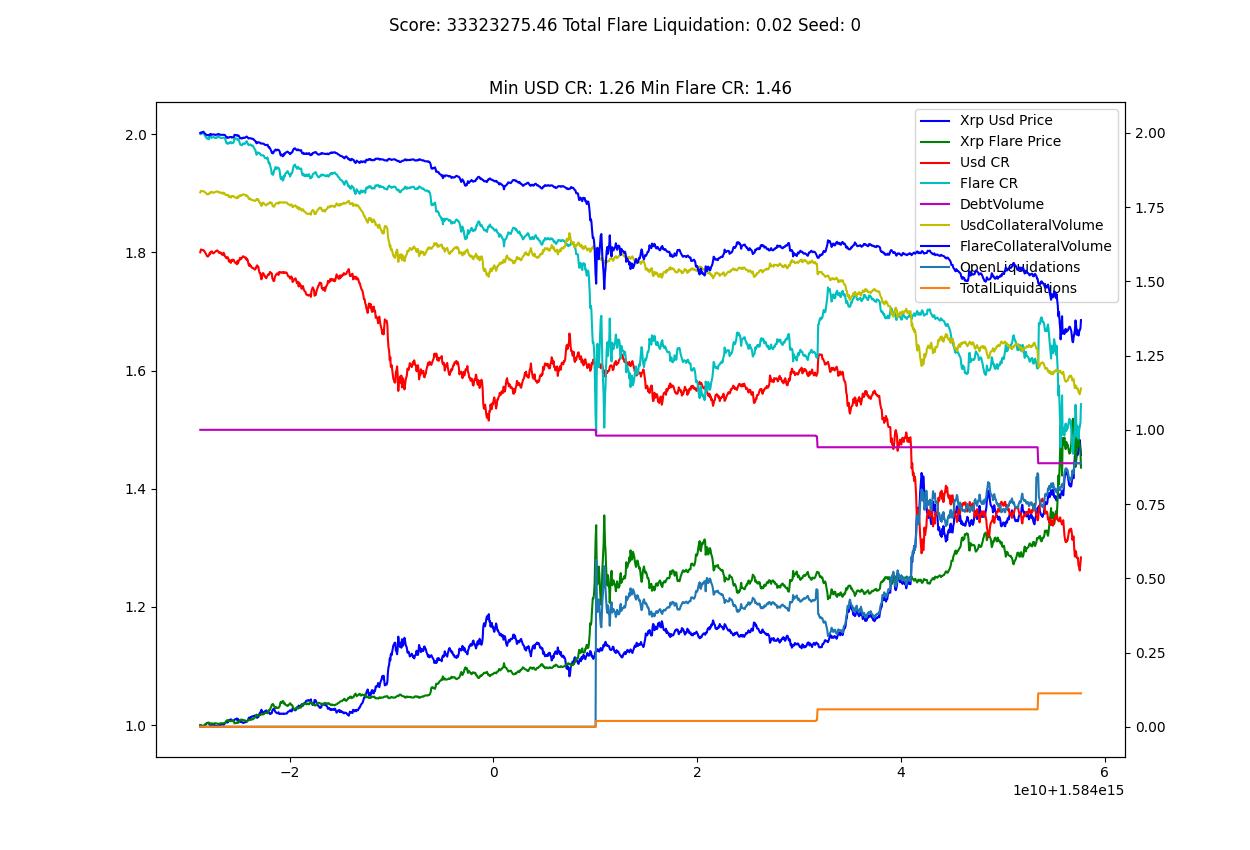 Score: 33323275.46 Total Flare Liquidation: 0.02 Seed: 0
Min USD CR: 1.26 Min Flare CR: 1.46
Xrp Usd Price
Xrp Flare Price
Usd CR
Flare CR
DebtVolume
UsdCollateralVolume
FlareCollateralVolume
OpenLiquidations
TotalLiquidations
2.0
1.8
1.6
1.4
1.2
1.0
2.00
1.75
1.50
1.25
1.00
0.75
0.50
0.25
0.00
−2
0
2
4
6
1e10+1.584e15